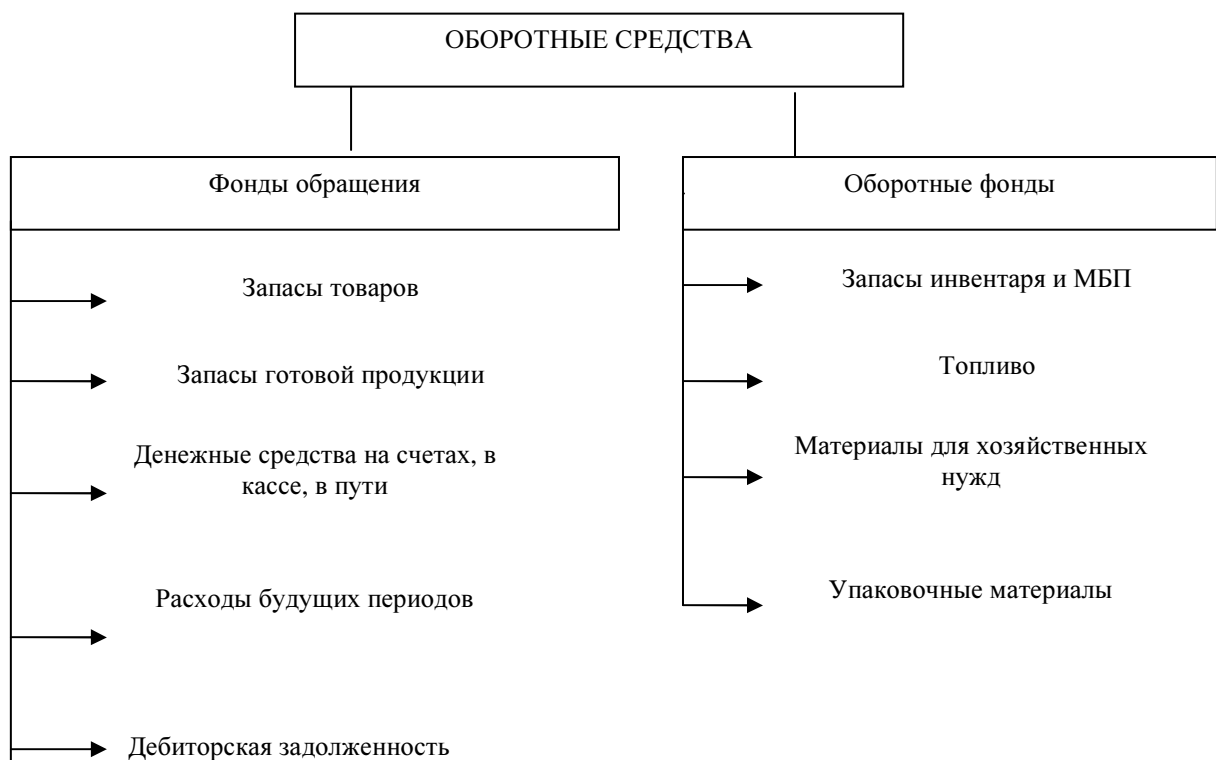 ОБОРОТНЫЕ СРЕДСТВА
Фонды обращения
Запасы товаров
Запасы готовой продукции
Денежные средства на счетах, в
кассе, в пути
Расходы будущих периодов
Дебиторская задолженность
Оборотные фонды
Запасы инвентаря и МБП
Топливо
Материалы для хозяйственных
нужд
Упаковочные материалы